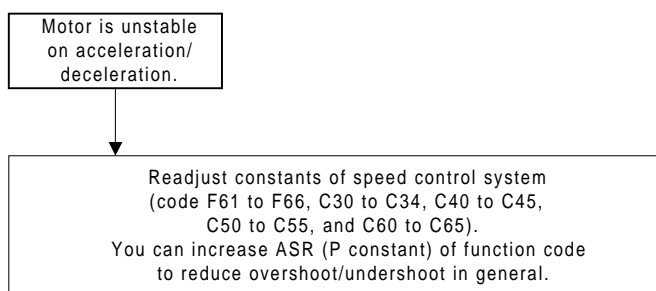 Motor is unstable
on acceleration/
deceleration.
Readjust constants of speed control system
(code F61 to F66, C30 to C34, C40 to C45,
C50 to C55, and C60 to C65).
You can increase ASR (P constant) of function code
to reduce overshoot/undershoot in general.